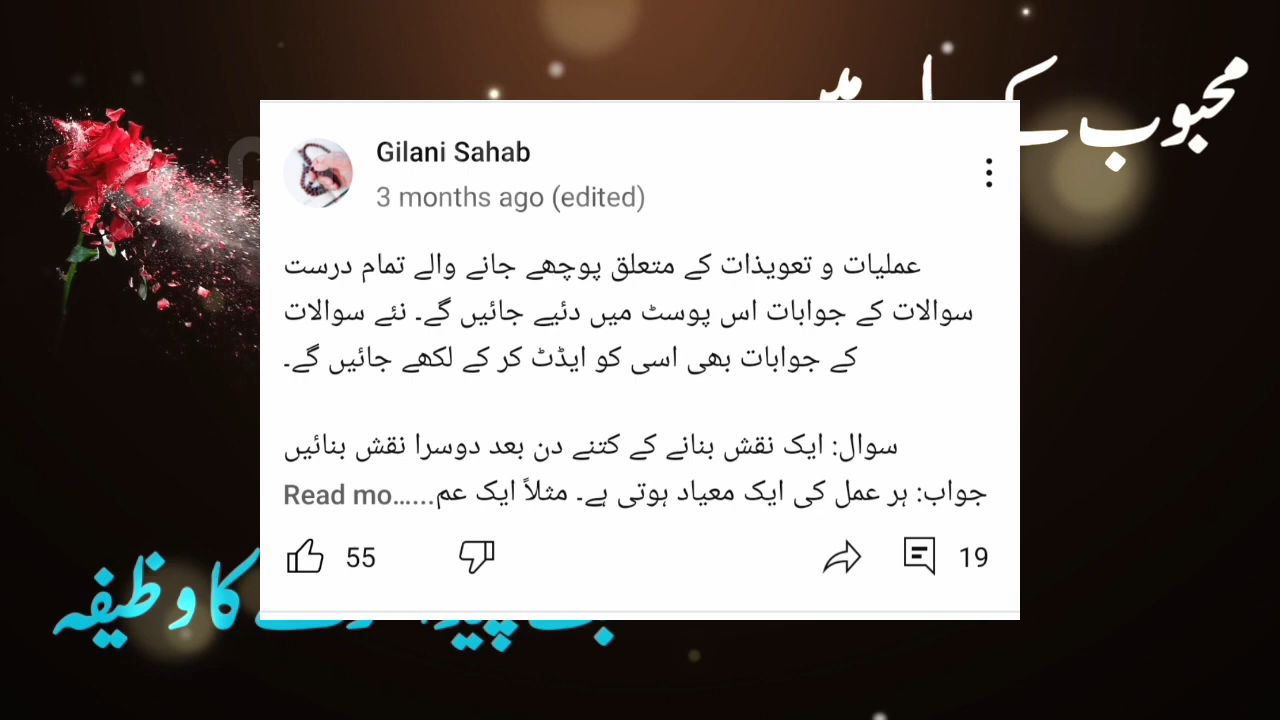 محبوب کے
میں
Gilani Sahab
3 months ago (edited)
عملیات و تعویذات کے متعلق پوچھے جانے والے تمام درست
سوالات کے جوابات اس پوسٹ میں دئیے جائیں گے۔ نئے سوالات
کے جوابات بھی اسی کو ایڈٹ کر کے لکھے جائیں گے۔
سوال: ایک نقش بنانے کے کتنے دن بعد دوسرا نقش بنائیں
جواب: ہر عمل کی ایک معیاد ہوتی ہے۔ مثلاً ایک عم...... Read mo
55
19
کا وظیفہ